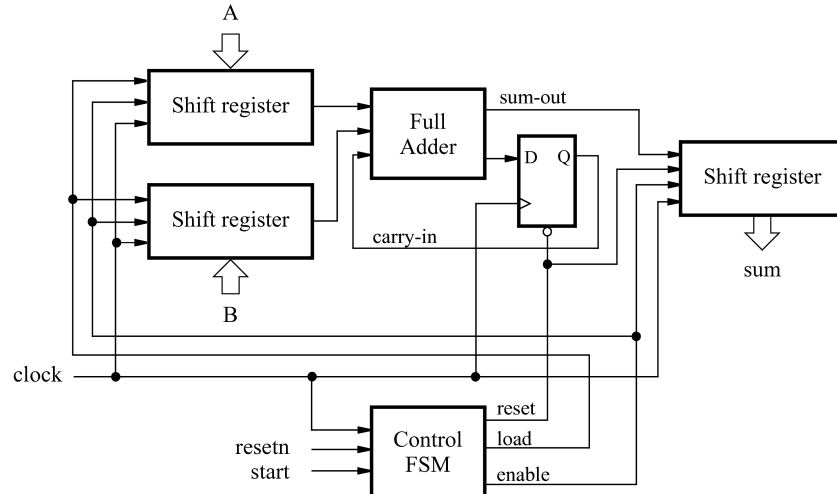 A
Shift register
Full
Adder
sum-out
D
Q
Shift register
Shift register
carry-in
sum
B
clock
reset
load
enable
Control
FSM
resetn
start